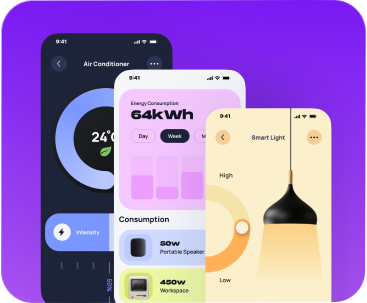 9:41
Air Conditioner
24°
Intensity
50%
9:41
Energy Consumption
64kWh
Day
Week
M
Consumption
50w
Portable Speaker
450w
Workspace
9:41
Smart Light
High
Low